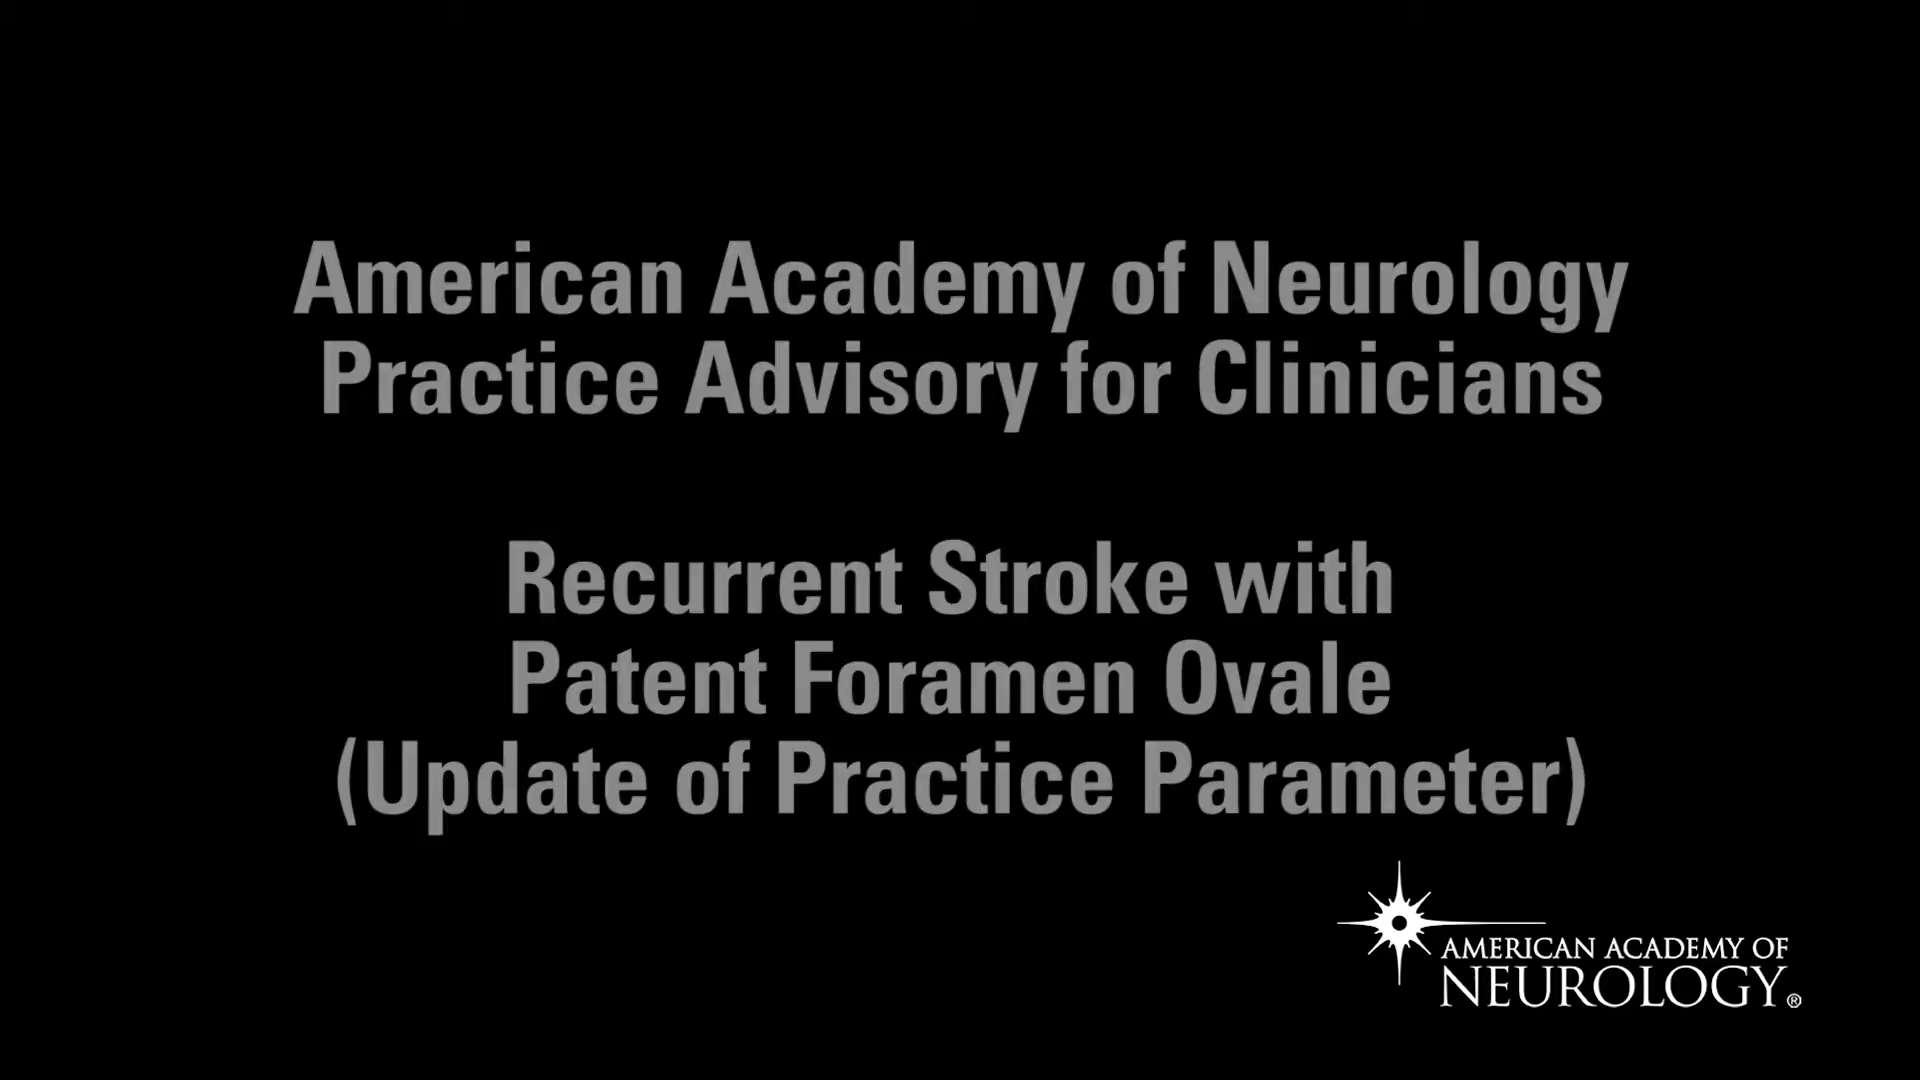 American Academy of Neurology
Practice Advisory for Clinicians
Recurrent Stroke with
Patent Foramen Ovale
(Update of Practice Parameter)
AMERICAN ACADEMY OF
NEUROLOGY®